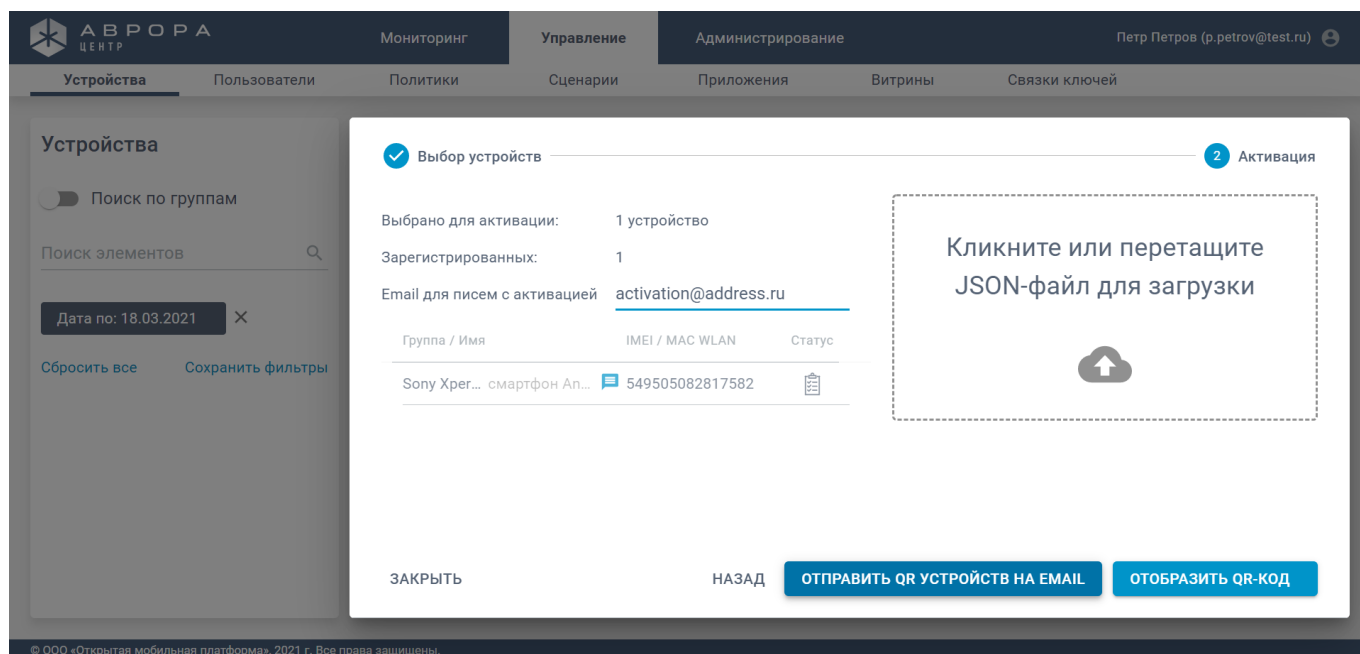 АВРОРА
ЦЕНТР
Мониторинг Управление Администрирование Петр Петров (p.petrov@test.ru)
Устройства Пользователи Политики Сценарии Приложения Витрины Связки ключей
Устройства
Поиск по группам
Поиск элементов
Дата по: 18.03.2021
Сбросить все Сохранить фильтры
Выбор устройств 2 Активация
Выбрано для активации: 1 устройство
Зарегистрированных: 1
Email для писем с активацией activation@address.ru
Группа / Имя IMEI / MAC WLAN Статус
Sony Xper... смартфон An... 549505082817582
Кликните или перетащите
JSON-файл для загрузки
ЗАКРЫТЬ НАЗАД ОТПРАВИТЬ QR УСТРОЙСТВ НА EMAIL ОТОБРАЗИТЬ QR-КОД
© ООО «Открытая мобильная платформа», 2021 г. Все права защищены.